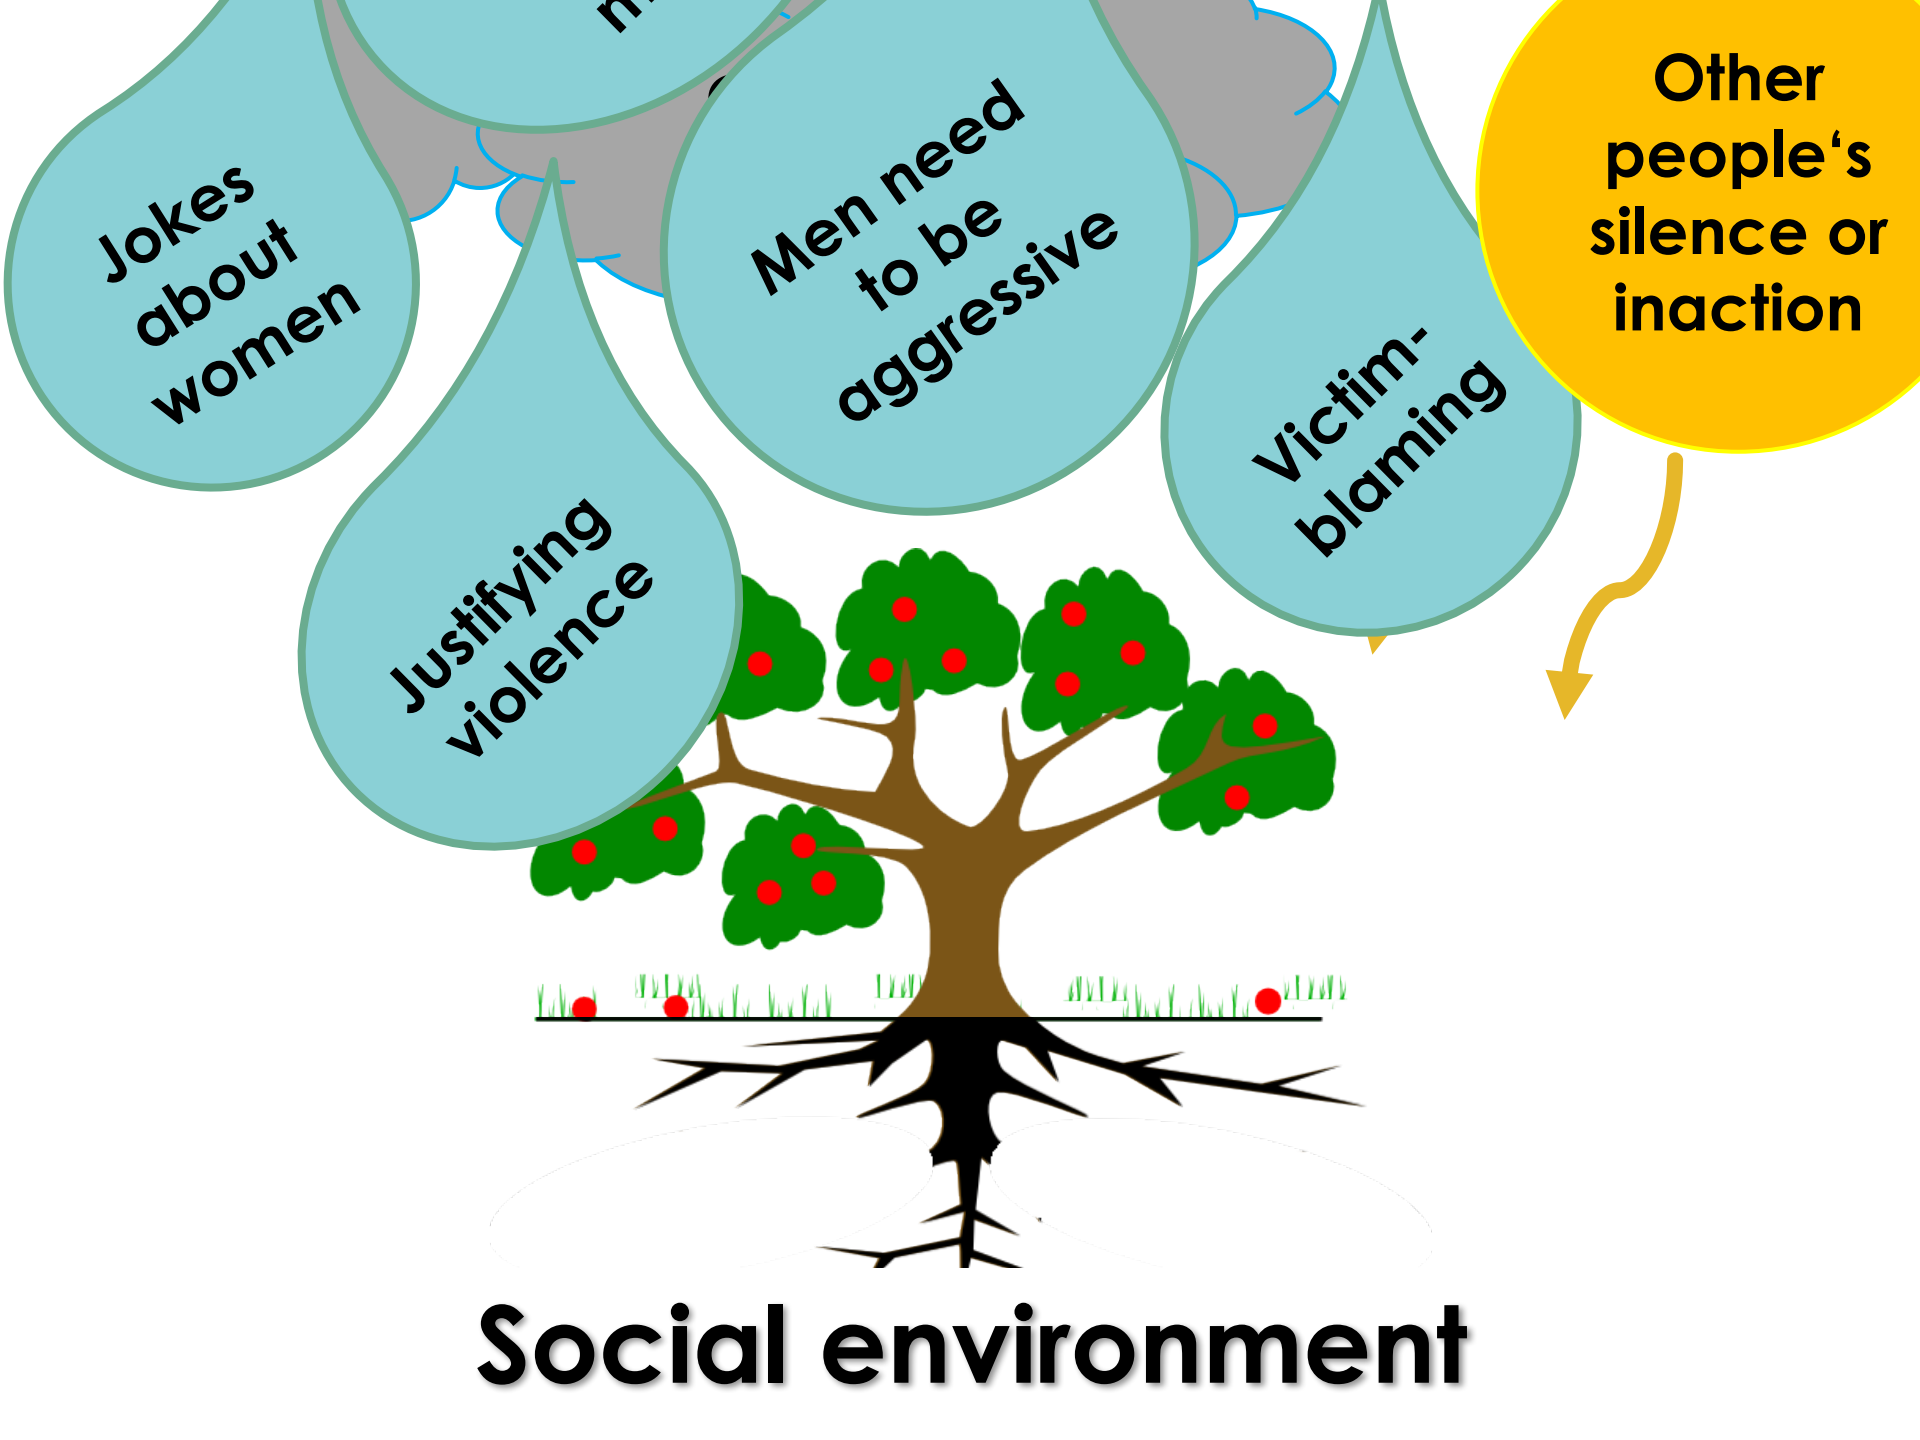 Jokes
about
women
Men need
to be
aggressive
Other
people‘s
silence or
inaction
Victim-
blaming
Justifying
violence
Social environment